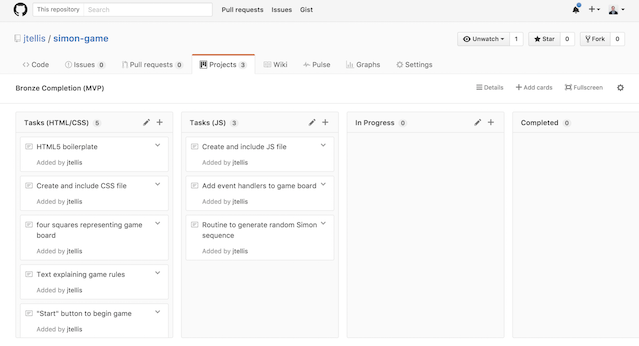 This repository Search Pull requests Issues Gist
jtellis / simon-game Unwatch 1 Star 0 Fork 0
Code Issues 0 Pull requests 0 Projects 3 Wiki Pulse Graphs Settings
Bronze Completion (MVP) Details Add cards Fullscreen
Tasks (HTML/CSS) 5
HTML5 boilerplate
Added by jtellis
Create and include CSS file
Added by jtellis
four squares representing game
board
Added by jtellis
Text explaining game rules
Added by jtellis
"Start" button to begin game
Added by jtellis
Tasks (JS) 3
Create and include JS file
Added by jtellis
Add event handlers to game board
Added by jtellis
Routine to generate random Simon
sequence
Added by jtellis
In Progress 0
Completed 0